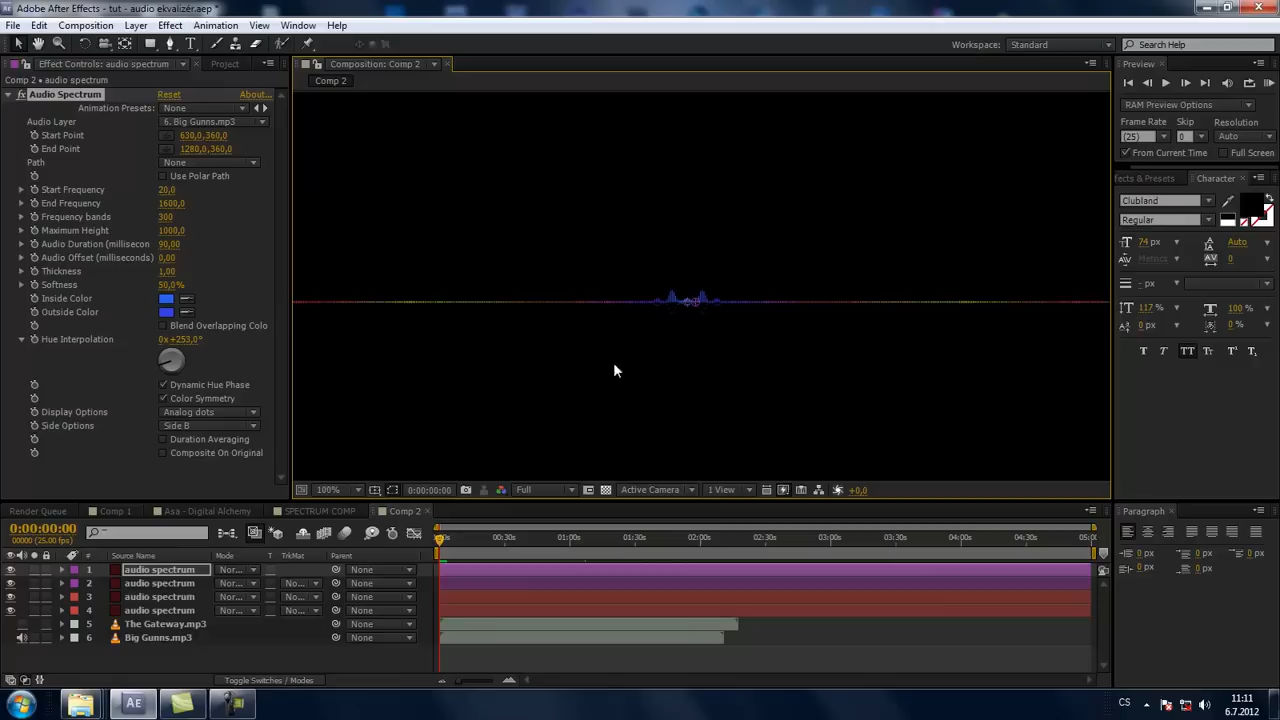 Adobe After Effects - tut - audio ekvalizér.aep *
File Edit Composition Layer Effect Animation View Window Help
Workspace: Standard Search Help
Effect Controls: audio spectrum Project
Composition: Comp 2
Preview
Comp 2 • audio spectrum
Comp 2
Audio Spectrum Reset About...
Animation Presets: None
Audio Layer 6. Big Gunns.mp3
Start Point 630,0,360,0
End Point 1280,0,360,0
Path None
Use Polar Path
Start Frequency 20,0
End Frequency 1600,0
Frequency bands 300
Maximum Height 1000,0
Audio Duration (millisecon 90,00
Audio Offset (milliseconds) 0,00
Thickness 1,00
Softness 50,0%
Inside Color
Outside Color
Blend Overlapping Colo
Hue Interpolation 0x+253,0°
Dynamic Hue Phase
Color Symmetry
Display Options Analog dots
Side Options Side B
Duration Averaging
Composite On Original
RAM Preview Options
Frame Rate Skip Resolution
(25) 0 Auto
From Current Time Full Screen
fects & Presets Character
Clubland
Regular
74 px Auto
Metrics 0
- px
117 % 100 %
0 px 0 %
T T TT Tr T¹ T₁
100% 0:00:00:00 Full Active Camera 1 View +0,0
Render Queue Comp 1 Asa - Digital Alchemy SPECTRUM COMP Comp 2
Paragraph
0:00:00:00
00000 (25.00 fps)
00s 00:30s 01:00s 01:30s 02:00s 02:30s 03:00s 03:30s 04:00s 04:30s 05:0
# Source Name Mode T TrkMat Parent
1 audio spectrum Nor... None
2 audio spectrum Nor... No... None
3 audio spectrum Nor... No... None
4 audio spectrum Nor... No... None
5 The Gateway.mp3 None
6 Big Gunns.mp3 None
0 px 0 px 0 px
0 px 0 px
Toggle Switches / Modes
CS
11:11
6.7.2012